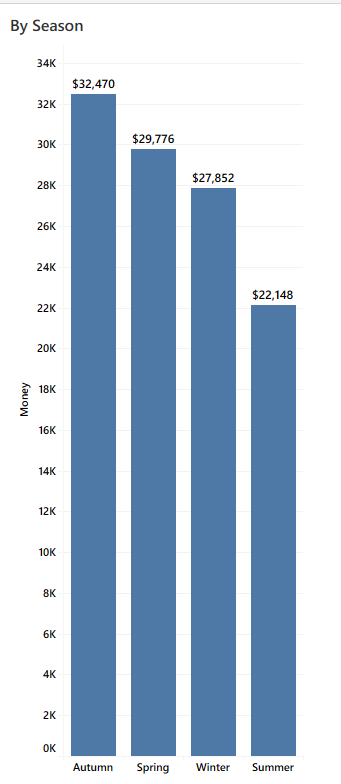 By Season
34K
$32,470
32K
30K
$29,776
28K
$27,852
26K
24K
22K
$22,148
20K
Money
18K
16K
14K
12K
10K
8K
6K
4K
2K
0K
Autumn Spring Winter Summer